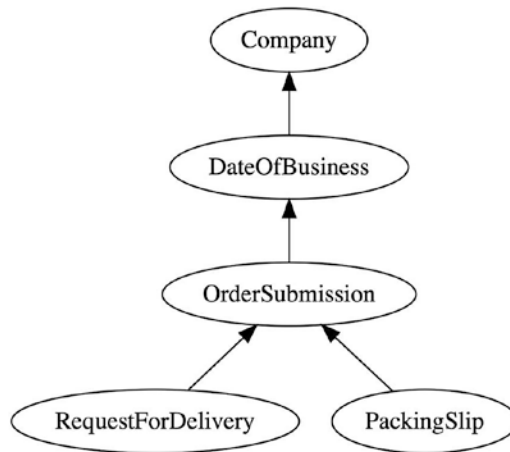 Company
DateOfBusiness
OrderSubmission
RequestForDelivery
PackingSlip